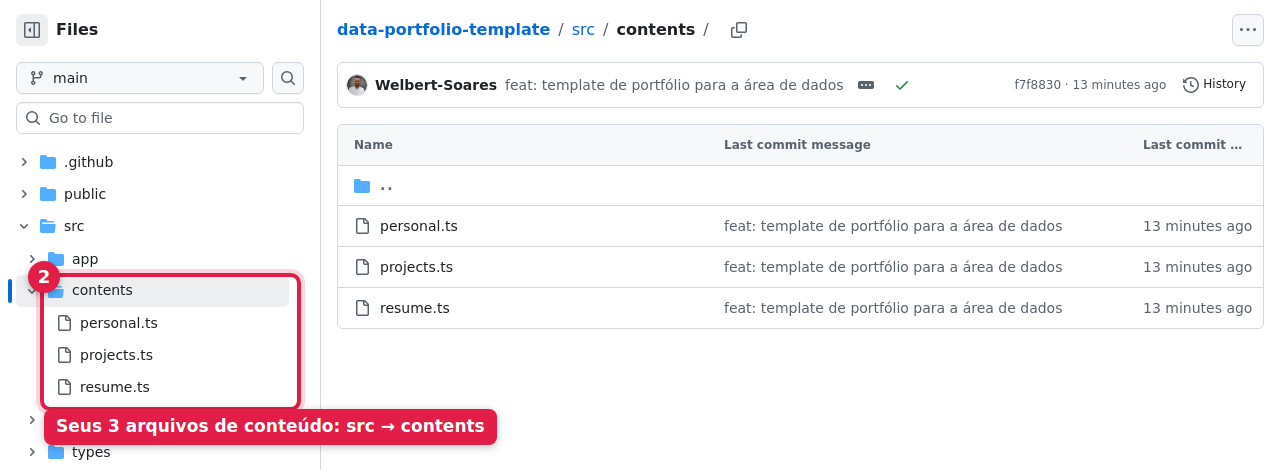 Files
data-portfolio-template / src / contents /
main
Welbert-Soares feat: template de portfólio para a área de dados
f7f8830 · 13 minutes ago
History
Go to file
Name Last commit message Last commit ...
.github
public
..
src
personal.ts feat: template de portfólio para a área de dados 13 minutes ago
app
projects.ts feat: template de portfólio para a área de dados 13 minutes ago
2
contents
resume.ts feat: template de portfólio para a área de dados 13 minutes ago
personal.ts
projects.ts
resume.ts
Seus 3 arquivos de conteúdo: src → contents
types